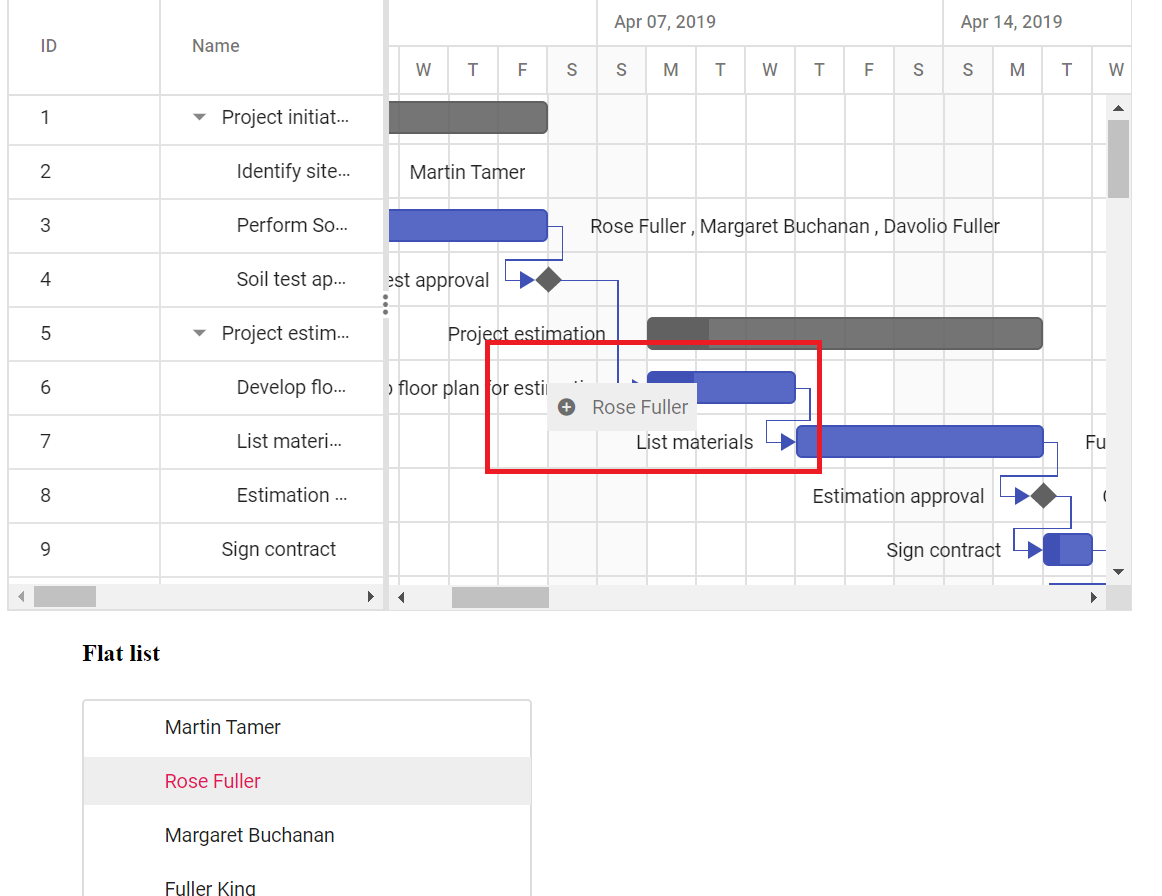 ID
Name
Apr 07, 2019
Apr 14, 2019
W T F S S M T W T F S S M T W
1 Project initiat...
2 Identify site... Martin Tamer
3 Perform So... Rose Fuller , Margaret Buchanan , Davolio Fuller
4 Soil test ap... est approval
5 Project estim... Project estimation
6 Develop flo... floor plan for esti
Rose Fuller
7 List materi... List materials Fu
8 Estimation ... Estimation approval
9 Sign contract Sign contract
Flat list
Martin Tamer
Rose Fuller
Margaret Buchanan
Fuller King